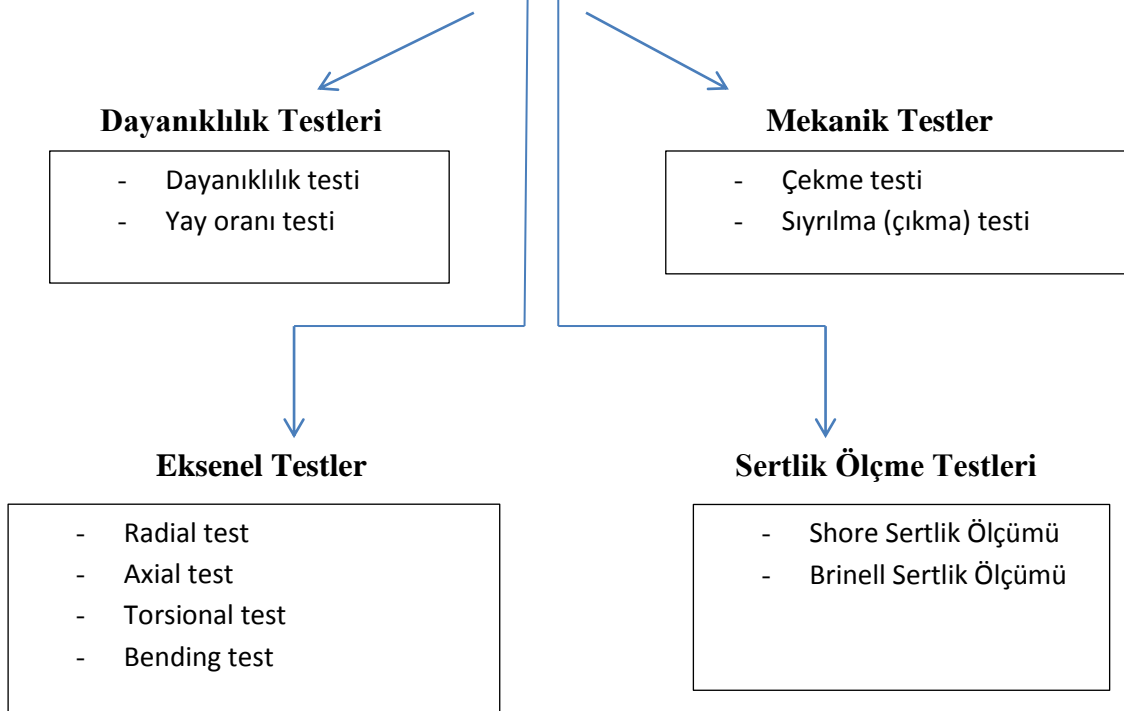 Dayanıklılık Testleri
- Dayanıklılık testi
- Yay oranı testi
Mekanik Testler
- Çekme testi
- Sıyrılma (çıkma) testi
Eksenel Testler
- Radial test
- Axial test
- Torsional test
- Bending test
Sertlik Ölçme Testleri
- Shore Sertlik Ölçümü
- Brinell Sertlik Ölçümü